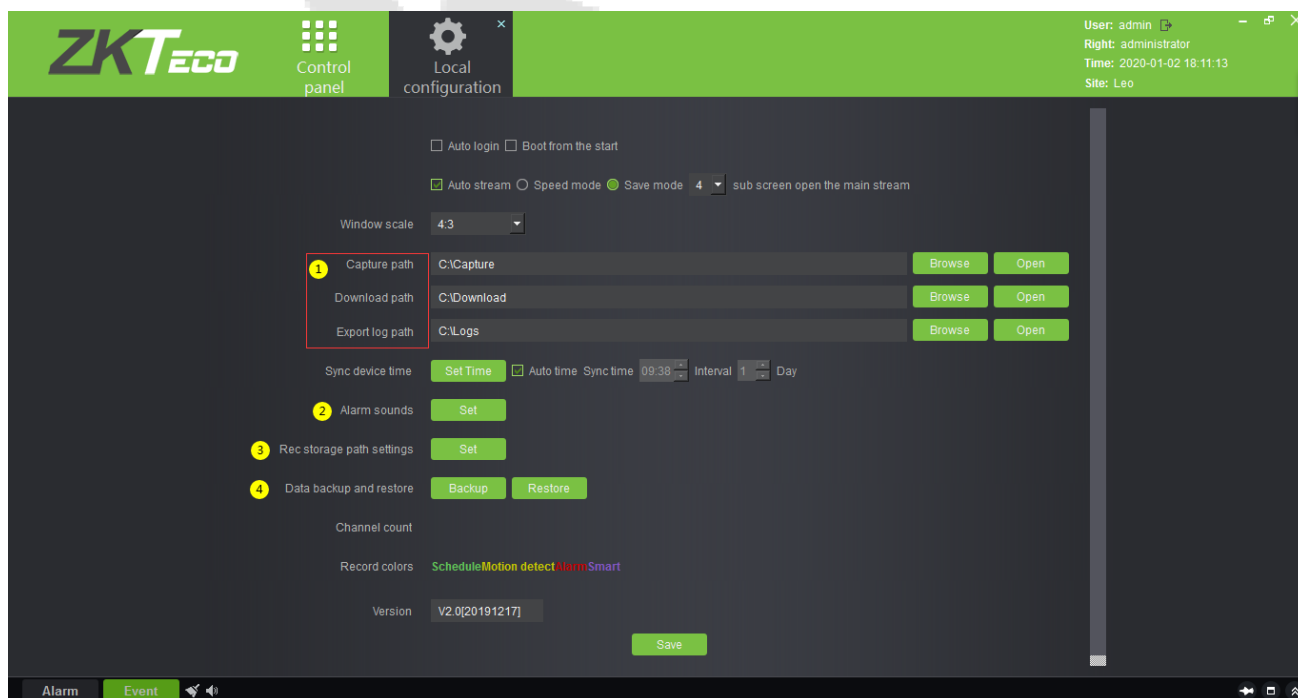 ZKTECO
Control panel
Local configuration
User: admin
Right: administrator
Time: 2020-01-02 18:11:13
Site: Leo
Auto login Boot from the start
Auto stream Speed mode Save mode 4 sub screen open the main stream
Window scale 4:3
1 Capture path C:\Capture Browse Open
Download path C:\Download Browse Open
Export log path C:\Logs Browse Open
Sync device time Set Time Auto time Sync time 09:38 Interval 1 Day
2 Alarm sounds Set
3 Rec storage path settings Set
4 Data backup and restore Backup Restore
Channel count
Record colors ScheduleMotion detectAlarmSmart
Version V2.0[20191217]
Save
Alarm Event